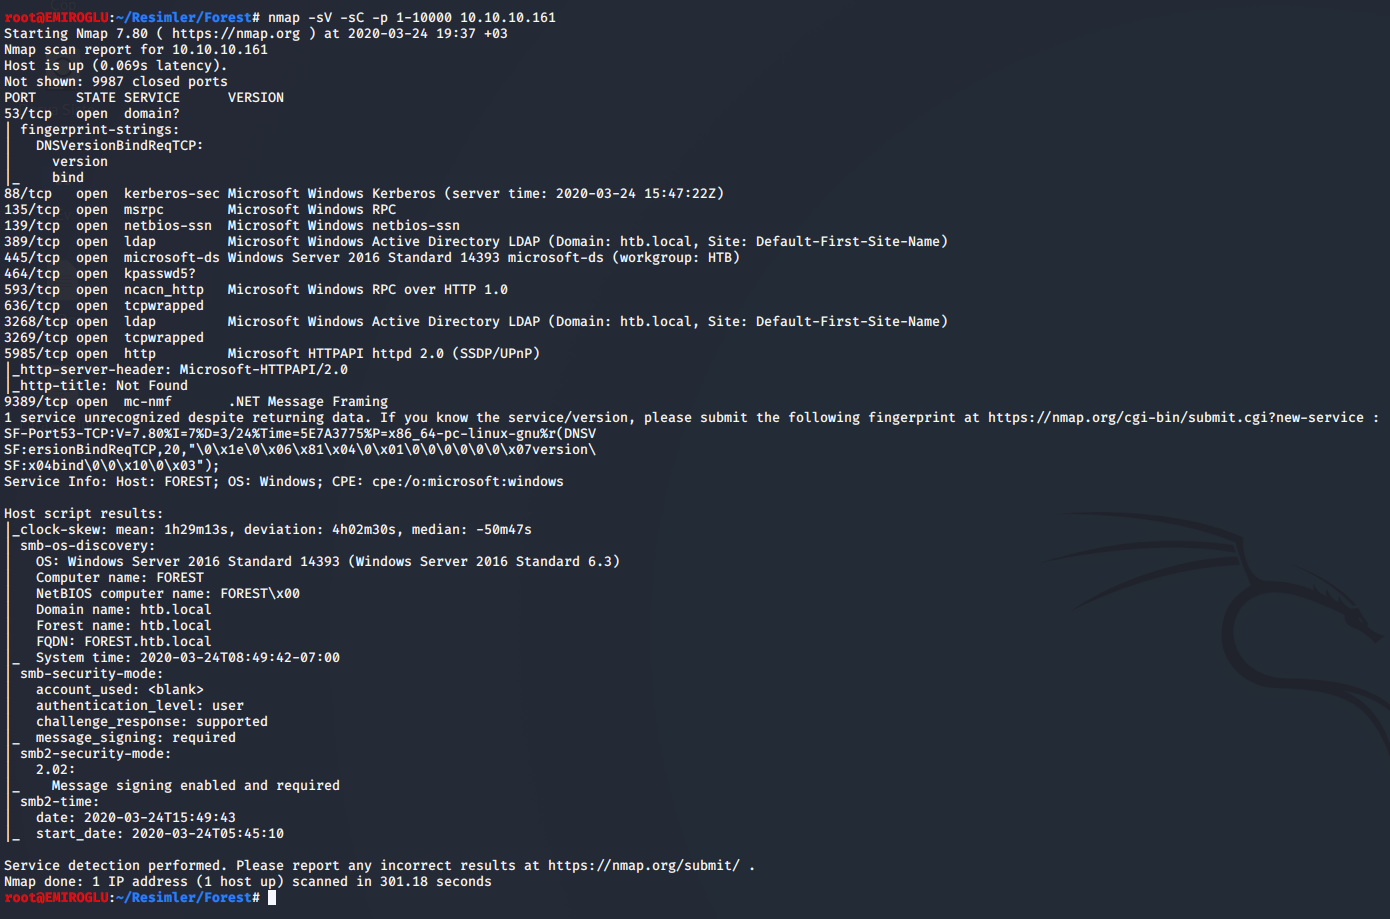 root@EMIROGLU:~/Resimler/Forest# nmap -sV -sC -p 1-10000 10.10.10.161
Starting Nmap 7.80 ( https://nmap.org ) at 2020-03-24 19:37 +03
Nmap scan report for 10.10.10.161
Host is up (0.069s latency).
Not shown: 9987 closed ports
PORT     STATE SERVICE      VERSION
53/tcp   open  domain?
| fingerprint-strings:
|   DNSVersionBindReqTCP:
|     version
|_    bind
88/tcp   open  kerberos-sec Microsoft Windows Kerberos (server time: 2020-03-24 15:47:22Z)
135/tcp  open  msrpc        Microsoft Windows RPC
139/tcp  open  netbios-ssn  Microsoft Windows netbios-ssn
389/tcp  open  ldap         Microsoft Windows Active Directory LDAP (Domain: htb.local, Site: Default-First-Site-Name)
445/tcp  open  microsoft-ds Windows Server 2016 Standard 14393 microsoft-ds (workgroup: HTB)
464/tcp  open  kpasswd5?
593/tcp  open  ncacn_http   Microsoft Windows RPC over HTTP 1.0
636/tcp  open  tcpwrapped
3268/tcp open  ldap         Microsoft Windows Active Directory LDAP (Domain: htb.local, Site: Default-First-Site-Name)
3269/tcp open  tcpwrapped
5985/tcp open  http         Microsoft HTTPAPI httpd 2.0 (SSDP/UPnP)
|_http-server-header: Microsoft-HTTPAPI/2.0
|_http-title: Not Found
9389/tcp open  mc-nmf       .NET Message Framing
1 service unrecognized despite returning data. If you know the service/version, please submit the following fingerprint at https://nmap.org/cgi-bin/submit.cgi?new-service :
SF-Port53-TCP:V=7.80%I=7%D=3/24%Time=5E7A3775%P=x86_64-pc-linux-gnu%r(DNSV
SF:ersionBindReqTCP,20,"\0\x1e\0\x06\x81\x04\0\x01\0\0\0\0\0\0\x07version\
SF:x04bind\0\0\x10\0\x03");
Service Info: Host: FOREST; OS: Windows; CPE: cpe:/o:microsoft:windows

Host script results:
|_clock-skew: mean: 1h29m13s, deviation: 4h02m30s, median: -50m47s
| smb-os-discovery:
|   OS: Windows Server 2016 Standard 14393 (Windows Server 2016 Standard 6.3)
|   Computer name: FOREST
|   NetBIOS computer name: FOREST\x00
|   Domain name: htb.local
|   Forest name: htb.local
|   FQDN: FOREST.htb.local
|_  System time: 2020-03-24T08:49:42-07:00
| smb-security-mode:
|   account_used: <blank>
|   authentication_level: user
|   challenge_response: supported
|_  message_signing: required
| smb2-security-mode:
|   2.02:
|_    Message signing enabled and required
| smb2-time:
|   date: 2020-03-24T15:49:43
|_  start_date: 2020-03-24T05:45:10

Service detection performed. Please report any incorrect results at https://nmap.org/submit/ .
Nmap done: 1 IP address (1 host up) scanned in 301.18 seconds
root@EMIROGLU:~/Resimler/Forest#